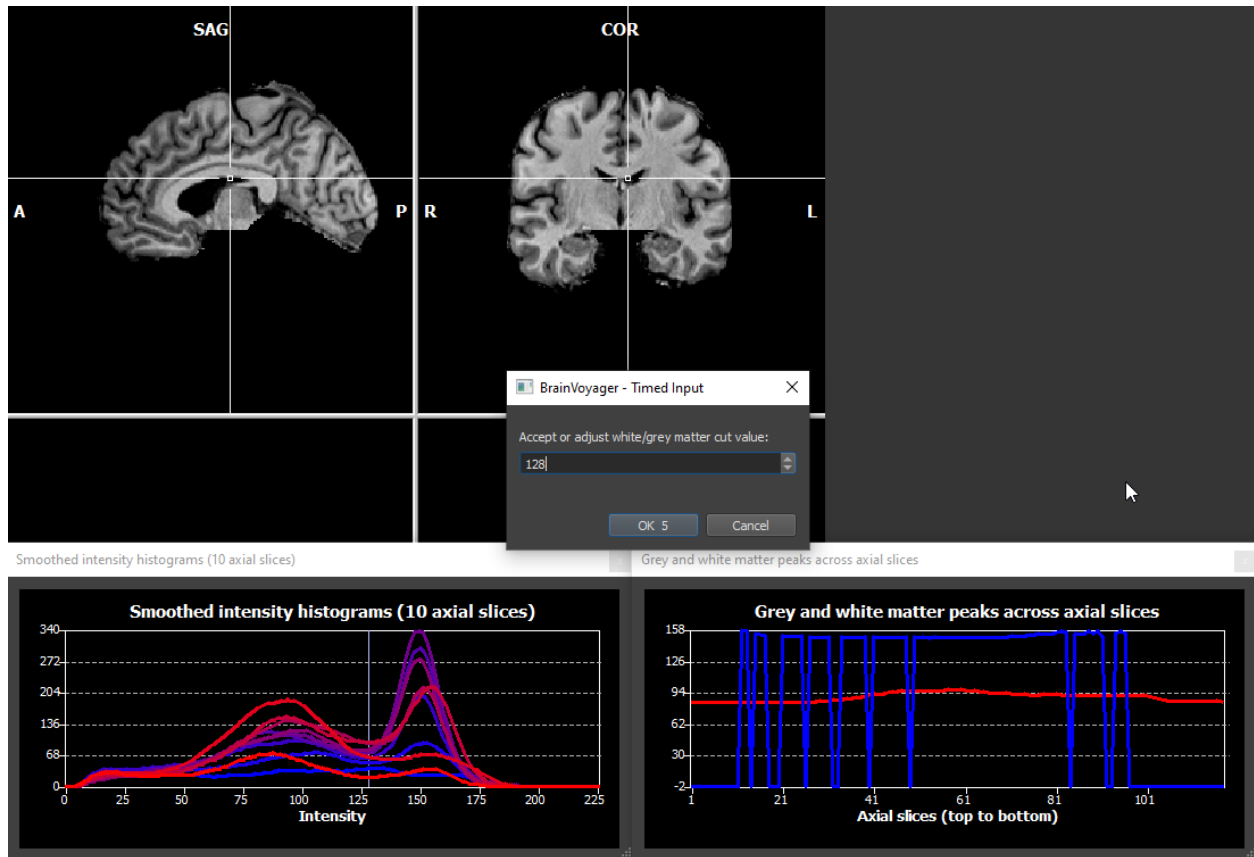 SAG
COR
A
P
R
L
BrainVoyager - Timed Input
Accept or adjust white/grey matter cut value:
128
OK 5
Cancel
Smoothed intensity histograms (10 axial slices)
Grey and white matter peaks across axial slices
Smoothed intensity histograms (10 axial slices)
340
272
204
136
68
0
0 25 50 75 100 125 150 175 200 225
Intensity
Grey and white matter peaks across axial slices
158
126
94
62
30
-2
1 21 41 61 81 101
Axial slices (top to bottom)